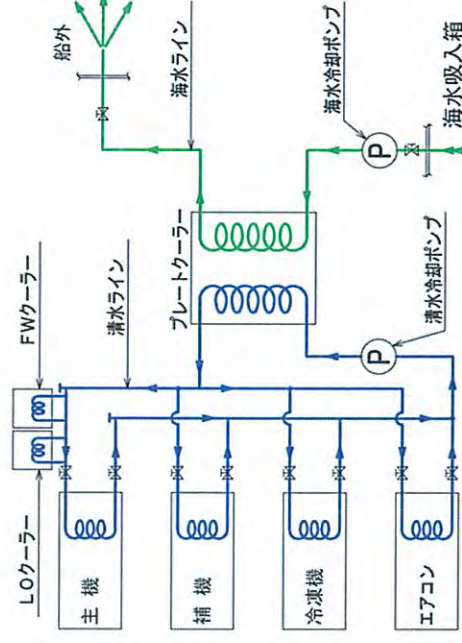 LOクーラー
FWクーラー
清水ライン
船外
主機
補機
冷凍機
エアコン
プレートクーラー
海水ライン
清水冷却ポンプ
P
海水冷却ポンプ
P
海水吸入箱